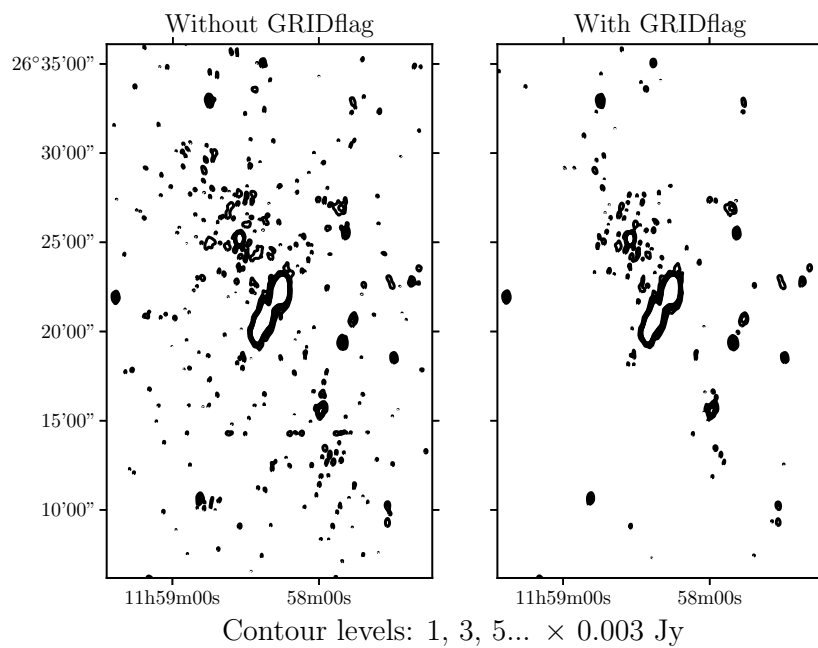 Without GRIDflag
With GRIDflag
26°35'00"
30'00"
25'00"
20'00"
15'00"
10'00"
11h59m00s
58m00s
11h59m00s
58m00s
Contour levels: 1, 3, 5... × 0.003 Jy